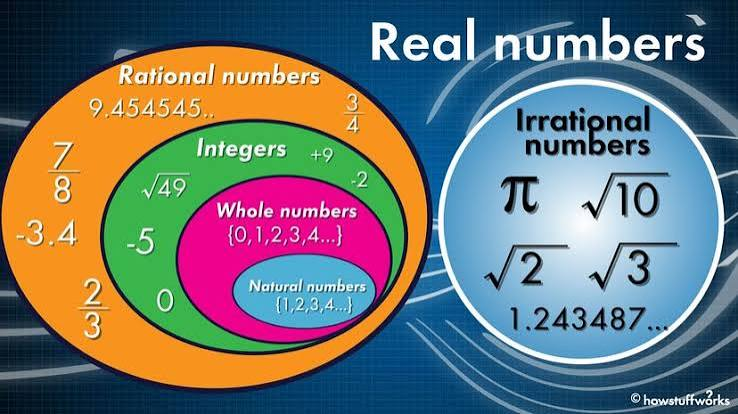 Real numbers
Rational numbers
9.454545..
3/4
7/8
-3.4
2/3
Integers
+9
√49
-2
-5
0
Whole numbers
{0,1,2,3,4...}
Natural numbers
{1,2,3,4...}
Irrational
numbers
π √10
√2 √3
1.243487...
© howstuffworks